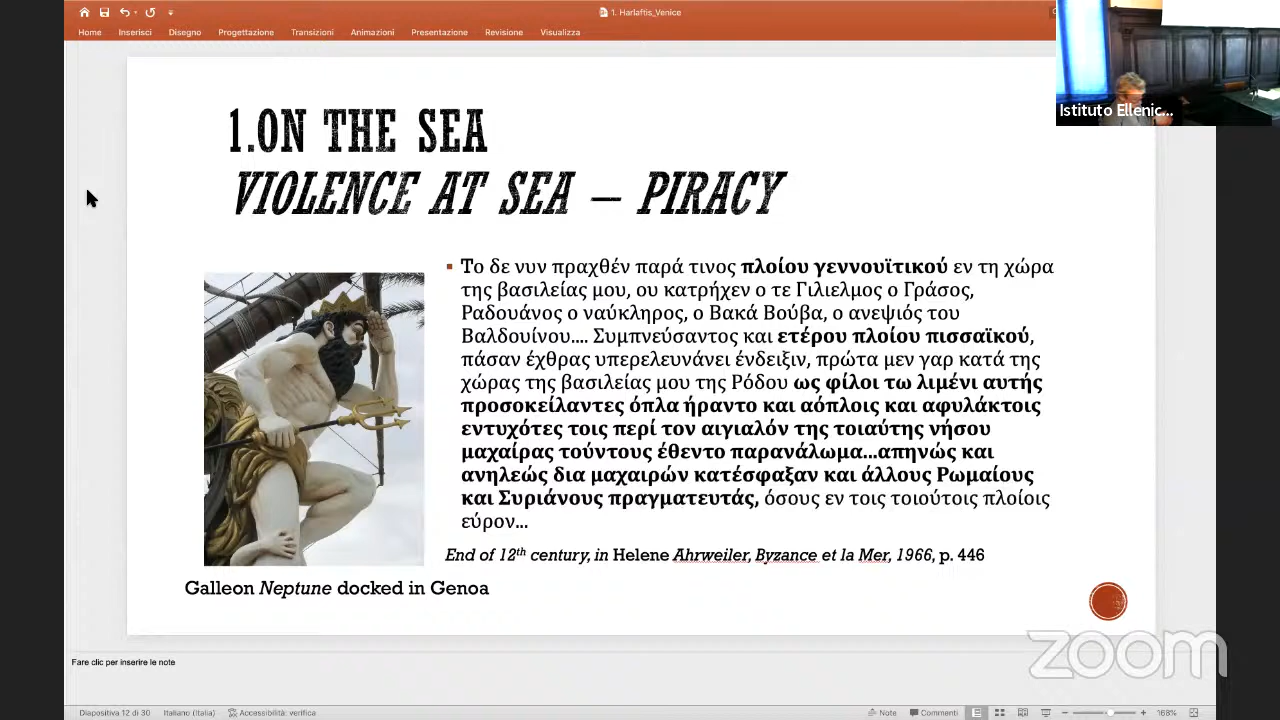 1. Harlaftis_Venice
Home Inserisci Disegno Progettazione Transizioni Animazioni Presentazione Revisione Visualizza
Istituto Ellenic...
1.ON THE SEA
VIOLENCE AT SEA – PIRACY
Το δε νυν πραχθέν παρά τινος πλοίου γεννουϊτικού εν τη χώρα
της βασιλείας μου, ου κατρήχεν ο τε Γιλιελμος ο Γράσος,
Ραδουάνος ο ναύκληρος, ο Βακά Βούβα, ο ανεψιός του
Βαλδουίνου.... Συμπνεύσαντος και ετέρου πλοίου πισσαϊκού,
πάσαν έχθρας υπερελευνάνει ένδειξιν, πρώτα μεν γαρ κατά της
χώρας της βασιλείας μου της Ρόδου ως φίλοι τω λιμένι αυτής
προσοκείλαντες όπλα ήραντο και αόπλοις και αφυλάκτοις
εντυχότες τοις περί τον αιγιαλόν της τοιαύτης νήσου
μαχαίρας τούντους έθεντο παρανάλωμα...απηνώς και
ανηλεώς δια μαχαιρών κατέσφαξαν και άλλους Ρωμαίους
και Συριάνους πραγματευτάς, όσους εν τοις τοιούτοις πλοίοις
εύρον...
End of 12th century, in Helene Ahrweiler, Byzance et la Mer, 1966, p. 446
Galleon Neptune docked in Genoa
zoom
Fare clic per inserire le note
Diapositiva 12 di 30 Italiano (Italia) Accessibilità: verifica Note Commenti 168%